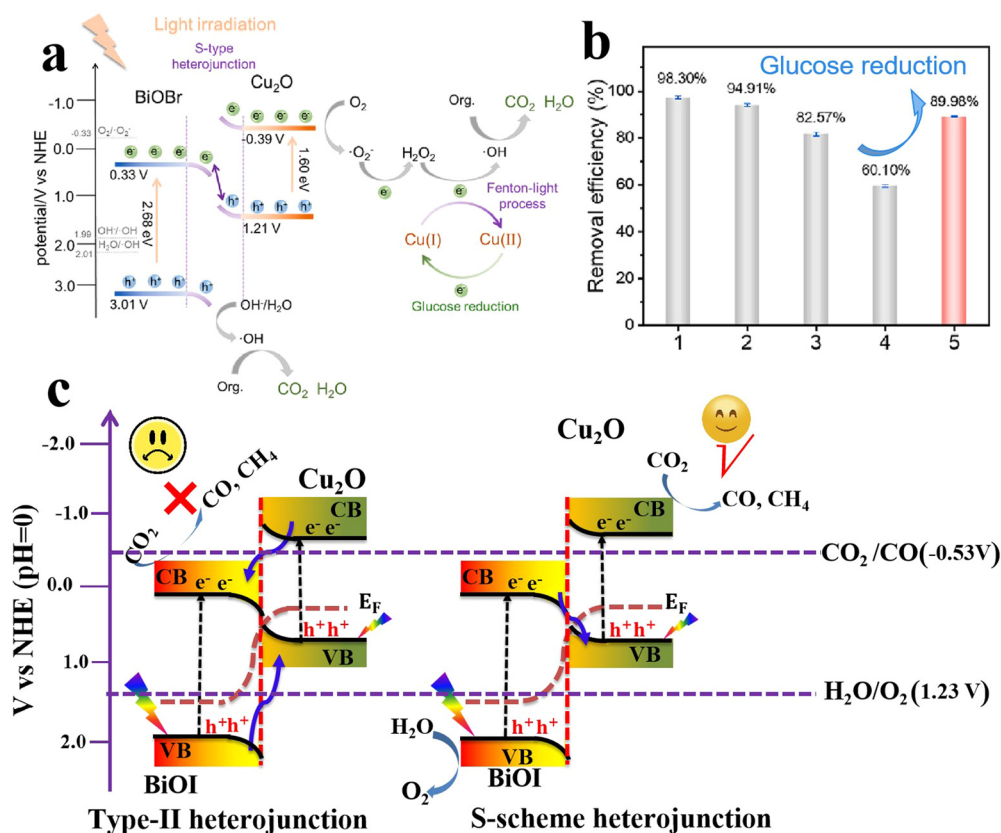 a
Light irradiation
S-type
heterojunction
BiOBr
Cu2O
potential/V vs NHE
-1.0
0.0
1.0
2.0
3.0
-0.33
O2/·O2-
1.99
OH-/·OH
H2O/·OH
2.01
e- e- e- e-
0.33 V
2.68 eV
h+ h+ h+ h+
3.01 V
e- e- e- e-
-0.39 V
1.60 eV
h+ h+ h+ h+
1.21 V
OH-/H2O
·OH
Org.
CO2 H2O
O2
·O2-
e-
H2O2
e-
·OH
Org.
CO2 H2O
Fenton-light
process
Cu(I)
Cu(II)
e-
Glucose reduction
b
Removal efficiency (%)
100
80
60
40
20
0
98.30%
94.91%
82.57%
60.10%
89.98%
Glucose reduction
1 2 3 4 5
c
V vs NHE (pH=0)
-2.0
-1.0
0.0
1.0
2.0
CO2
CO, CH4
Cu2O
CB
e- e-
CB
e- e-
EF
h+ h+
VB
h+h+
VB
BiOI
Type-II heterojunction
Cu2O
CO2
CO, CH4
CB
e- e-
CB
e- e-
EF
h+h+
VB
h+h+
VB
BiOI
H2O
O2
S-scheme heterojunction
CO2 /CO(-0.53V)
H2O/O2 (1.23 V)